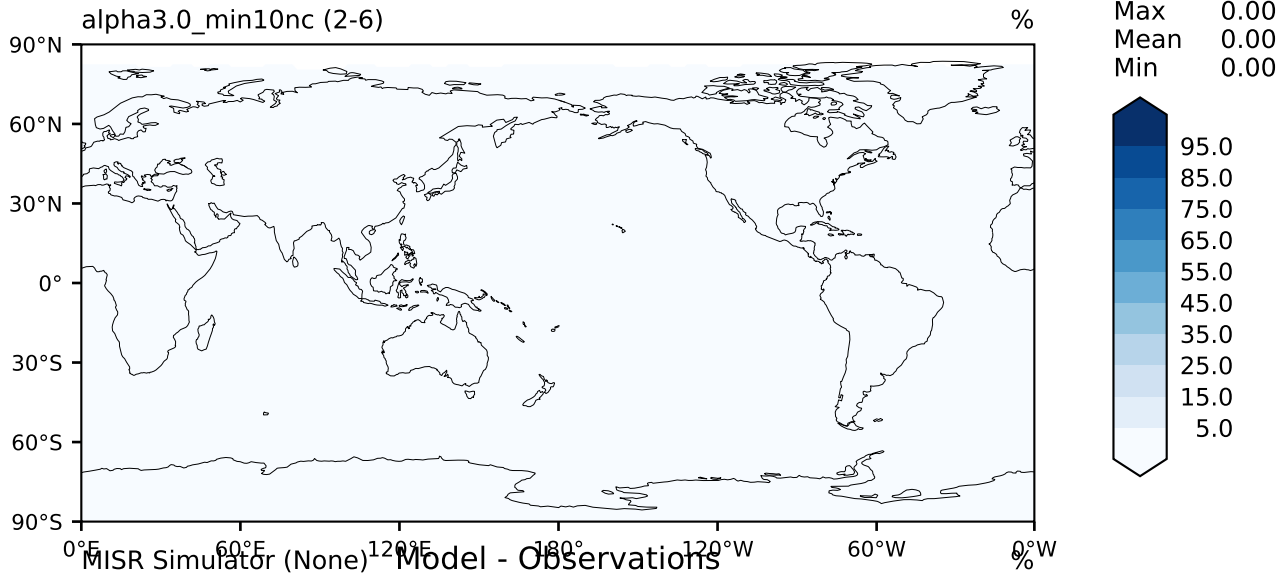 alpha3.0_min10nc (2-6) %
Max 0.00
Mean 0.00
Min 0.00
90°N
60°N
30°N
0°
30°S
60°S
90°S
95.0
85.0
75.0
65.0
55.0
45.0
35.0
25.0
15.0
5.0
0°E 60°E 120°E 180° 120°W 60°W 0°W
MISR Simulator (None) Model - Observations %